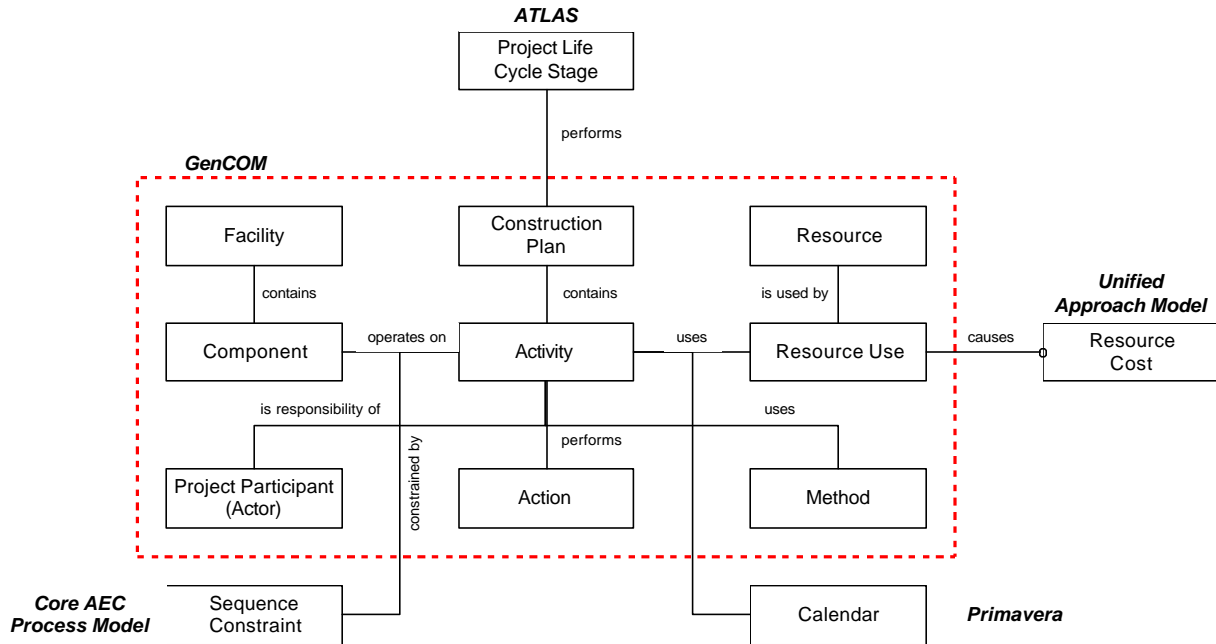 ATLAS
Project Life
Cycle Stage
performs
GenCOM
Facility
Construction
Plan
Resource
contains
contains
is used by
Unified
Approach Model
Component
operates on
Activity
uses
Resource Use
causes
Resource
Cost
is responsibility of
uses
constrained by
performs
Project Participant
(Actor)
Action
Method
Core AEC
Process Model
Sequence
Constraint
Calendar
Primavera